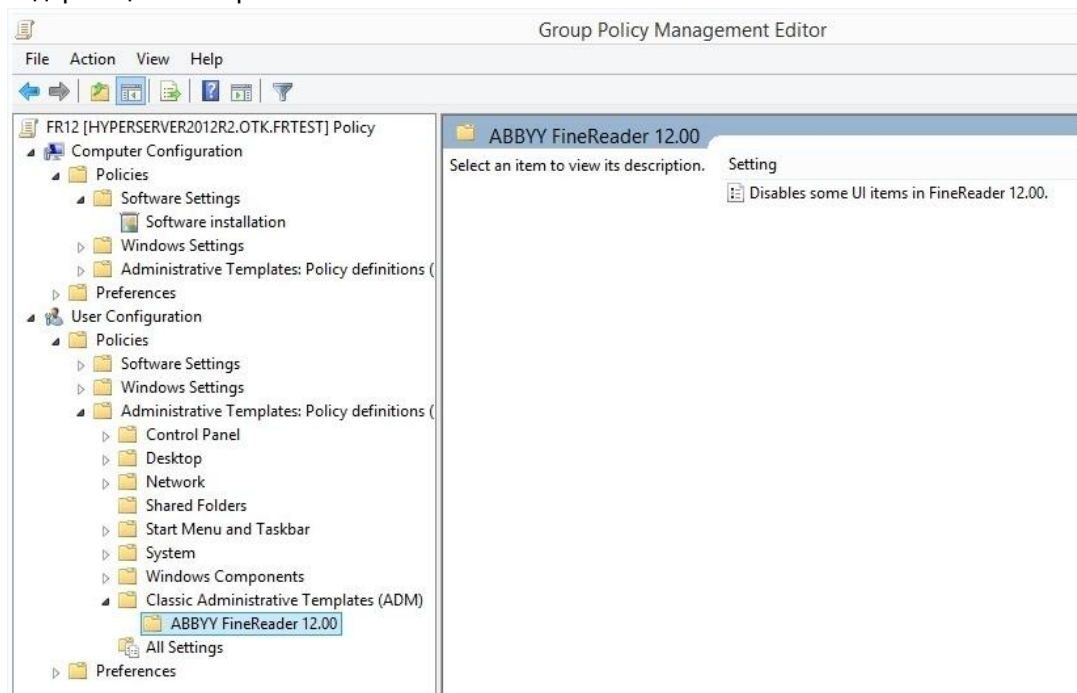 Group Policy Management Editor
File Action View Help
FR12 [HYPERSERVER2012R2.OTK.FRTEST] Policy
Computer Configuration
Policies
Software Settings
Software installation
Windows Settings
Administrative Templates: Policy definitions (
Preferences
User Configuration
Policies
Software Settings
Windows Settings
Administrative Templates: Policy definitions (
Control Panel
Desktop
Network
Shared Folders
Start Menu and Taskbar
System
Windows Components
Classic Administrative Templates (ADM)
ABBYY FineReader 12.00
All Settings
Preferences
ABBYY FineReader 12.00
Select an item to view its description.
Setting
Disables some UI items in FineReader 12.00.